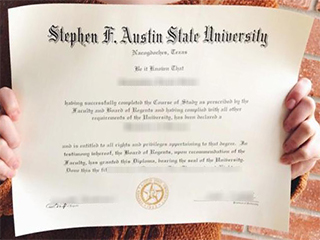 Stephen F. Austin State University
Nacogdoches, Texas
Be it Known That
having successfully completed the Course of Study as prescribed by the
Faculty and Board of Regents and having complied with all other
requirements of the University, has been declared a
and is entitled to all rights and privileges appertaining to that degree. In
testimony whereof, the Board of Regents, upon recommendation of the
Faculty, has granted this Diploma, bearing the seal of the University.
Done this the